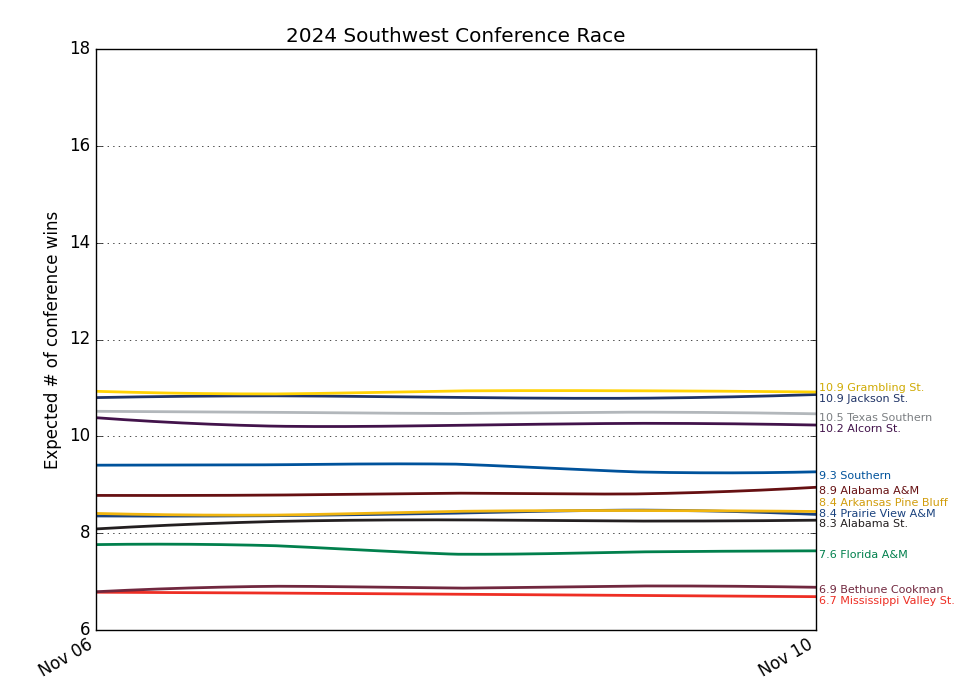 2024 Southwest Conference Race
Expected # of conference wins
18
16
14
12
10
8
6
10.9 Grambling St.
10.9 Jackson St.
10.5 Texas Southern
10.2 Alcorn St.
9.3 Southern
8.9 Alabama A&M
8.4 Arkansas Pine Bluff
8.4 Prairie View A&M
8.3 Alabama St.
7.6 Florida A&M
6.9 Bethune Cookman
6.7 Mississippi Valley St.
Nov 06
Nov 10